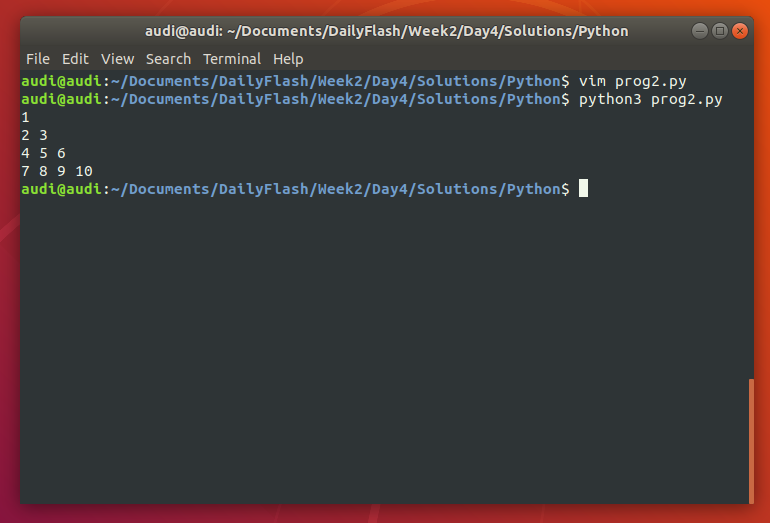 audi@audi: ~/Documents/DailyFlash/Week2/Day4/Solutions/Python
File Edit View Search Terminal Help
audi@audi:~/Documents/DailyFlash/Week2/Day4/Solutions/Python$ vim prog2.py
audi@audi:~/Documents/DailyFlash/Week2/Day4/Solutions/Python$ python3 prog2.py
1
2 3
4 5 6
7 8 9 10
audi@audi:~/Documents/DailyFlash/Week2/Day4/Solutions/Python$